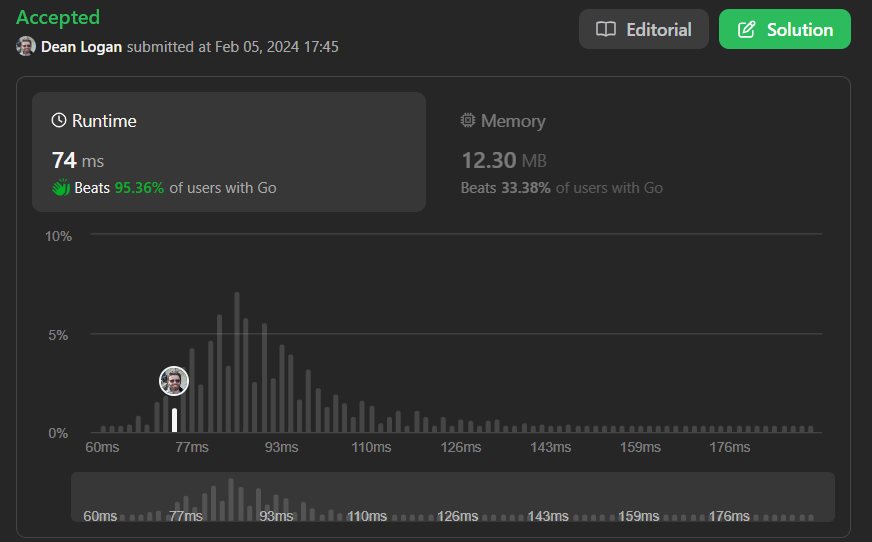 Accepted
Dean Logan submitted at Feb 05, 2024 17:45
Editorial
Solution
Runtime
74 ms
Beats 95.36% of users with Go
Memory
12.30 MB
Beats 33.38% of users with Go
10%
5%
0%
60ms 77ms 93ms 110ms 126ms 143ms 159ms 176ms
60ms 77ms 93ms 110ms 126ms 143ms 159ms 176ms